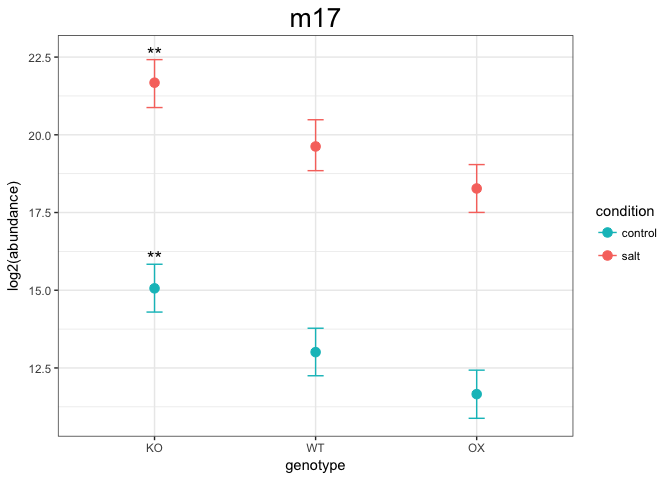 m17
**
22.5
20.0
17.5
**
15.0
12.5
log2(abundance)
KO
WT
OX
genotype
condition
control
salt